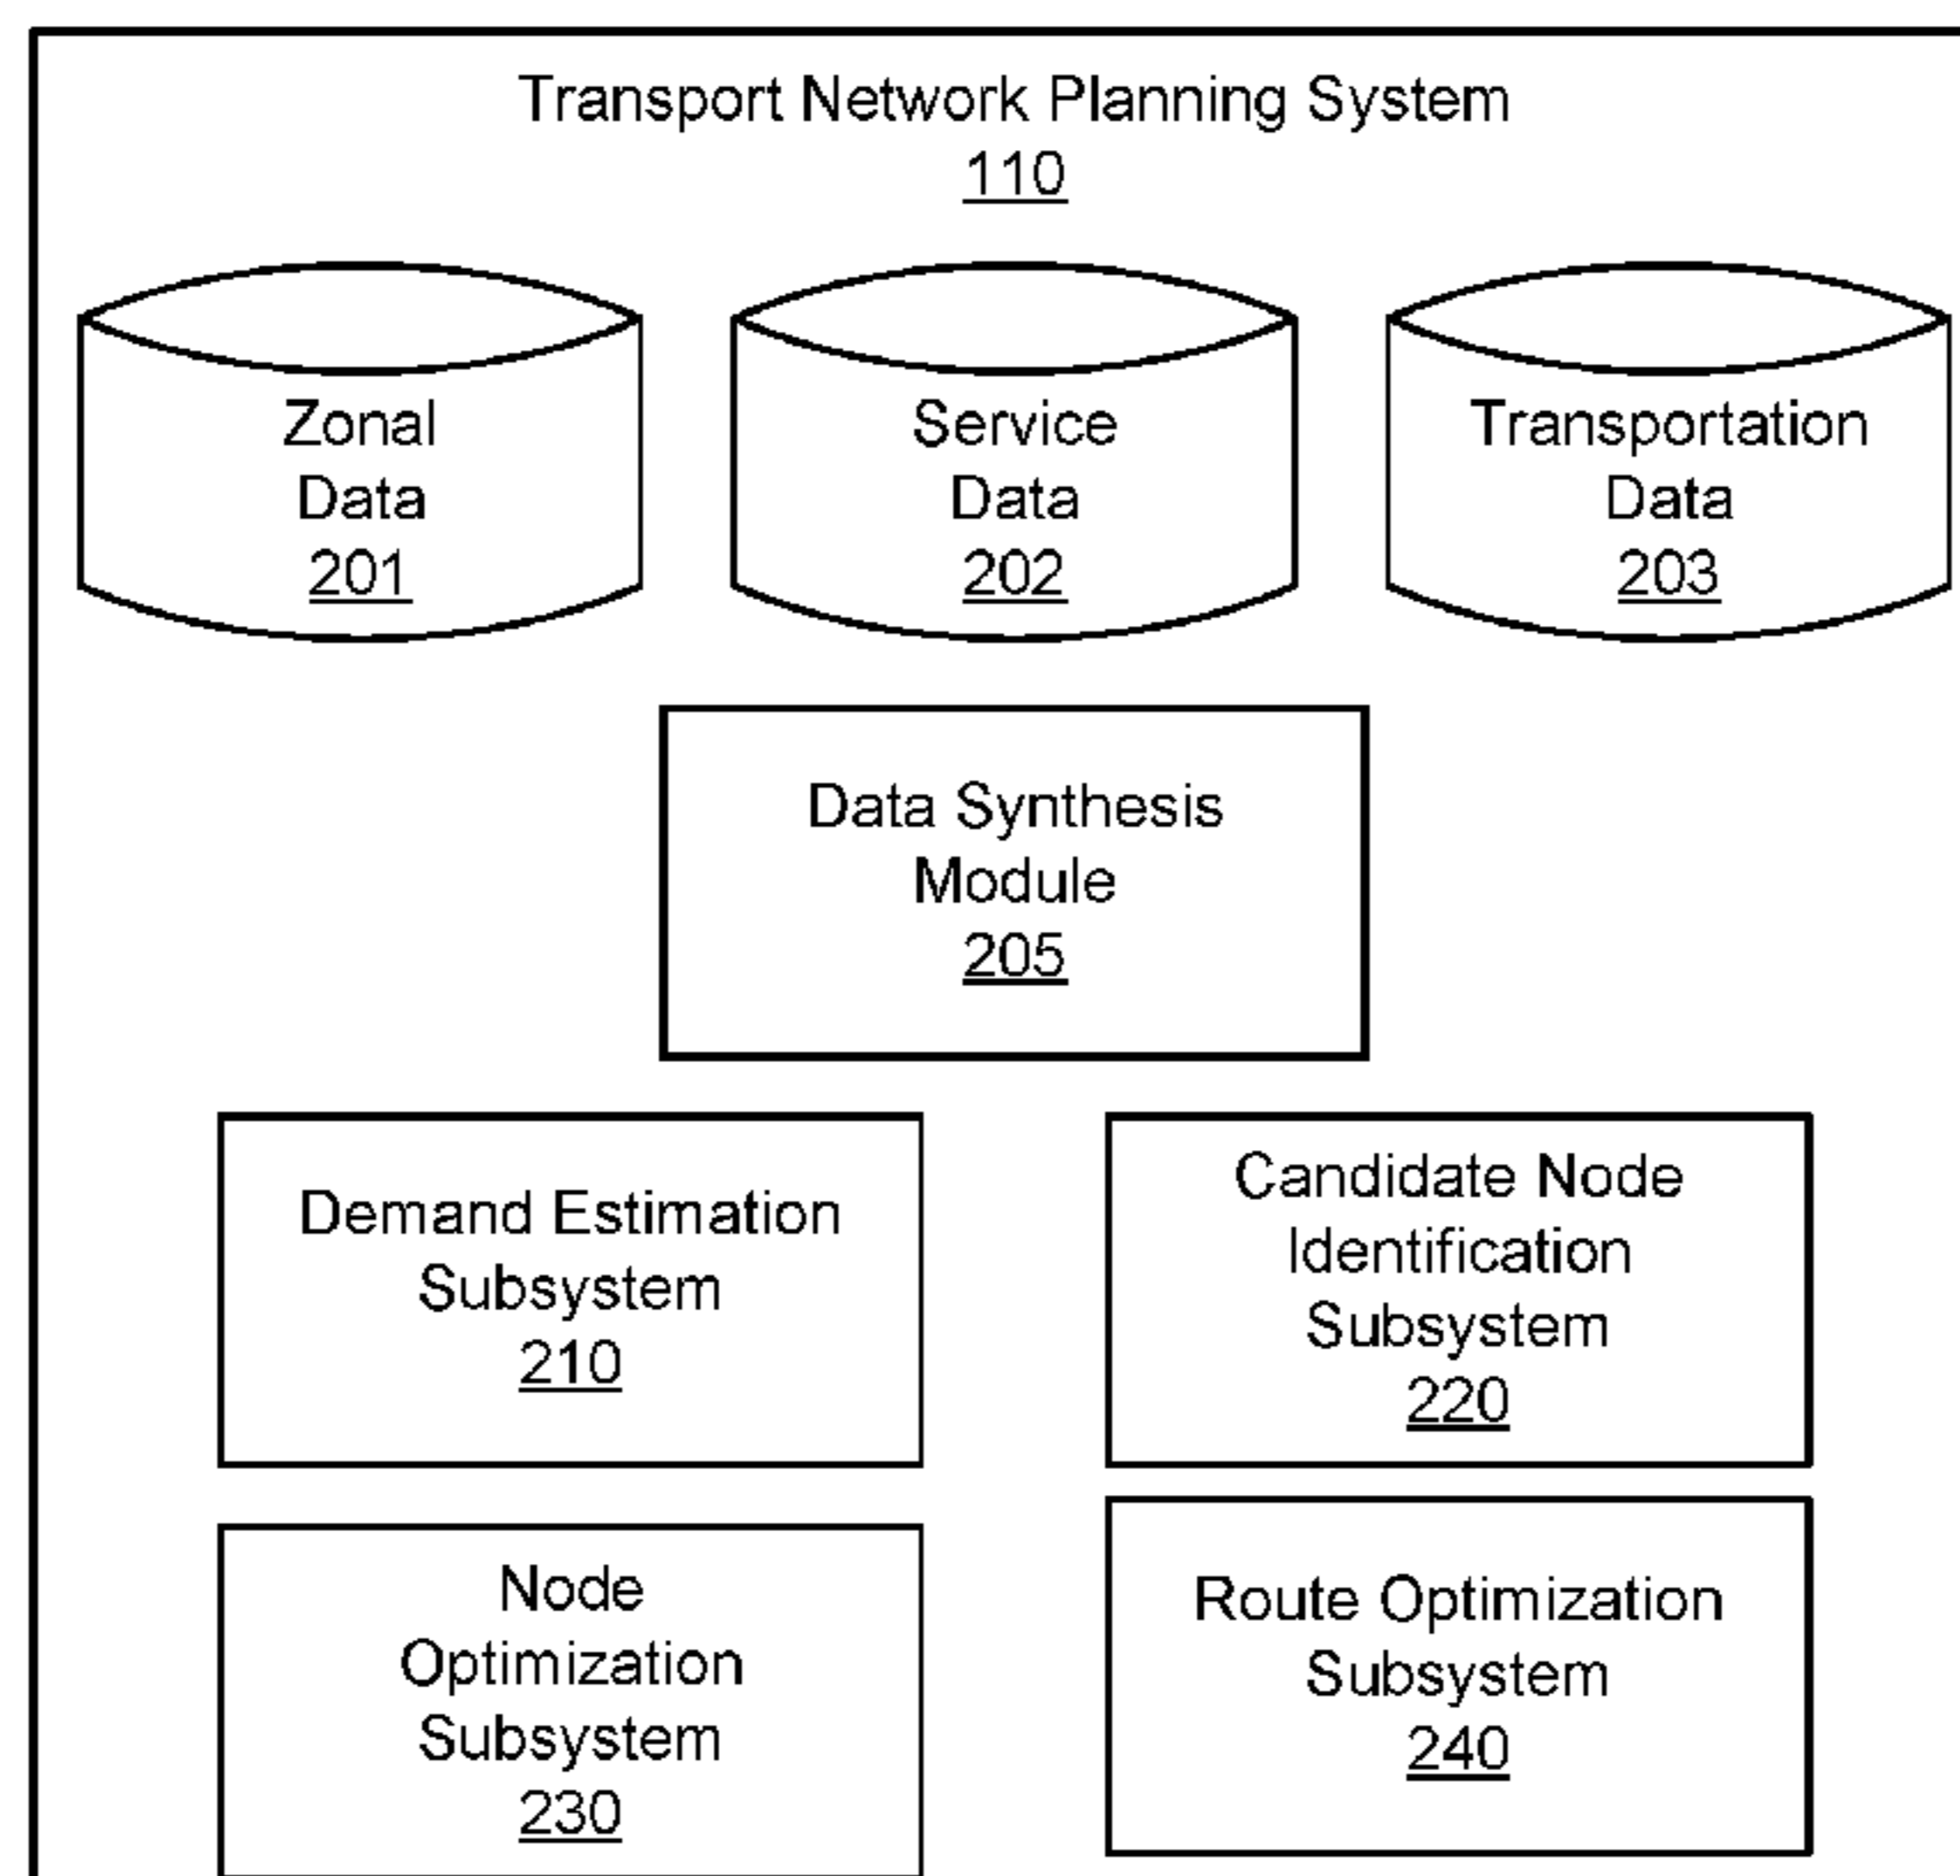 Transport Network Planning System
110
Zonal
Data
201
Service
Data
202
Transportation
Data
203
Data Synthesis
Module
205
Demand Estimation
Subsystem
210
Candidate Node
Identification
Subsystem
220
Node
Optimization
Subsystem
230
Route Optimization
Subsystem
240